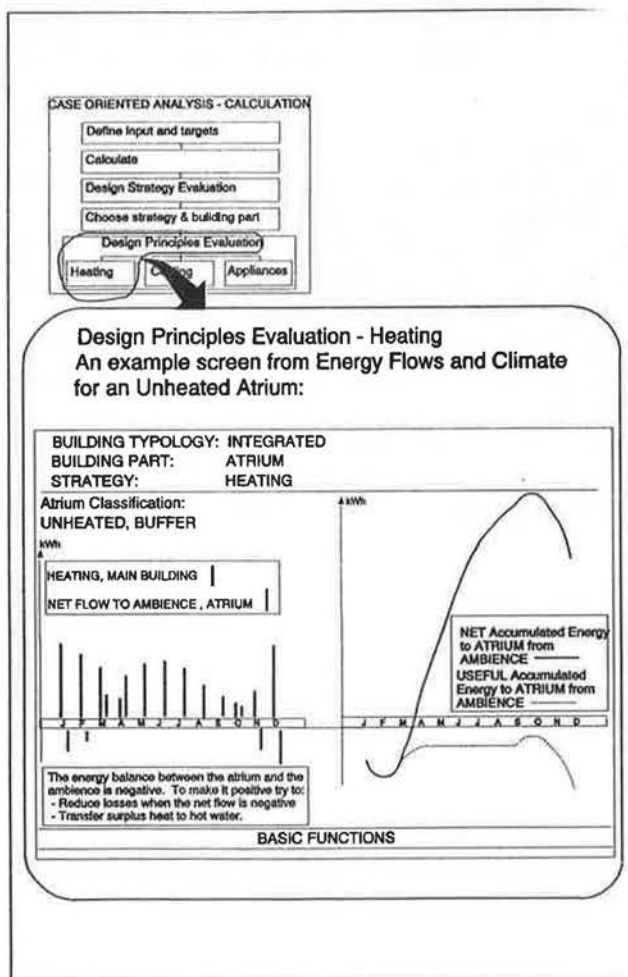 CASE ORIENTED ANALYSIS - CALCULATION
Define input and targets
Calculate
Design Strategy Evaluation
Choose strategy & building part
Design Principles Evaluation
Heating
Appliances
Design Principles Evaluation - Heating
An example screen from Energy Flows and Climate
for an Unheated Atrium:
BUILDING TYPOLOGY: INTEGRATED
BUILDING PART: ATRIUM
STRATEGY: HEATING
Atrium Classification:
UNHEATED, BUFFER
kWh
HEATING, MAIN BUILDING
NET FLOW TO AMBIENCE , ATRIUM
J F M A M J J A S O N D
The energy balance between the atrium and the
ambience is negative. To make it positive try to:
- Reduce losses when the net flow is negative
- Transfer surplus heat to hot water.
kWh
NET Accumulated Energy
to ATRIUM from
AMBIENCE
USEFUL Accumulated
Energy to ATRIUM from
AMBIENCE
J F M A M J J A S O N D
BASIC FUNCTIONS